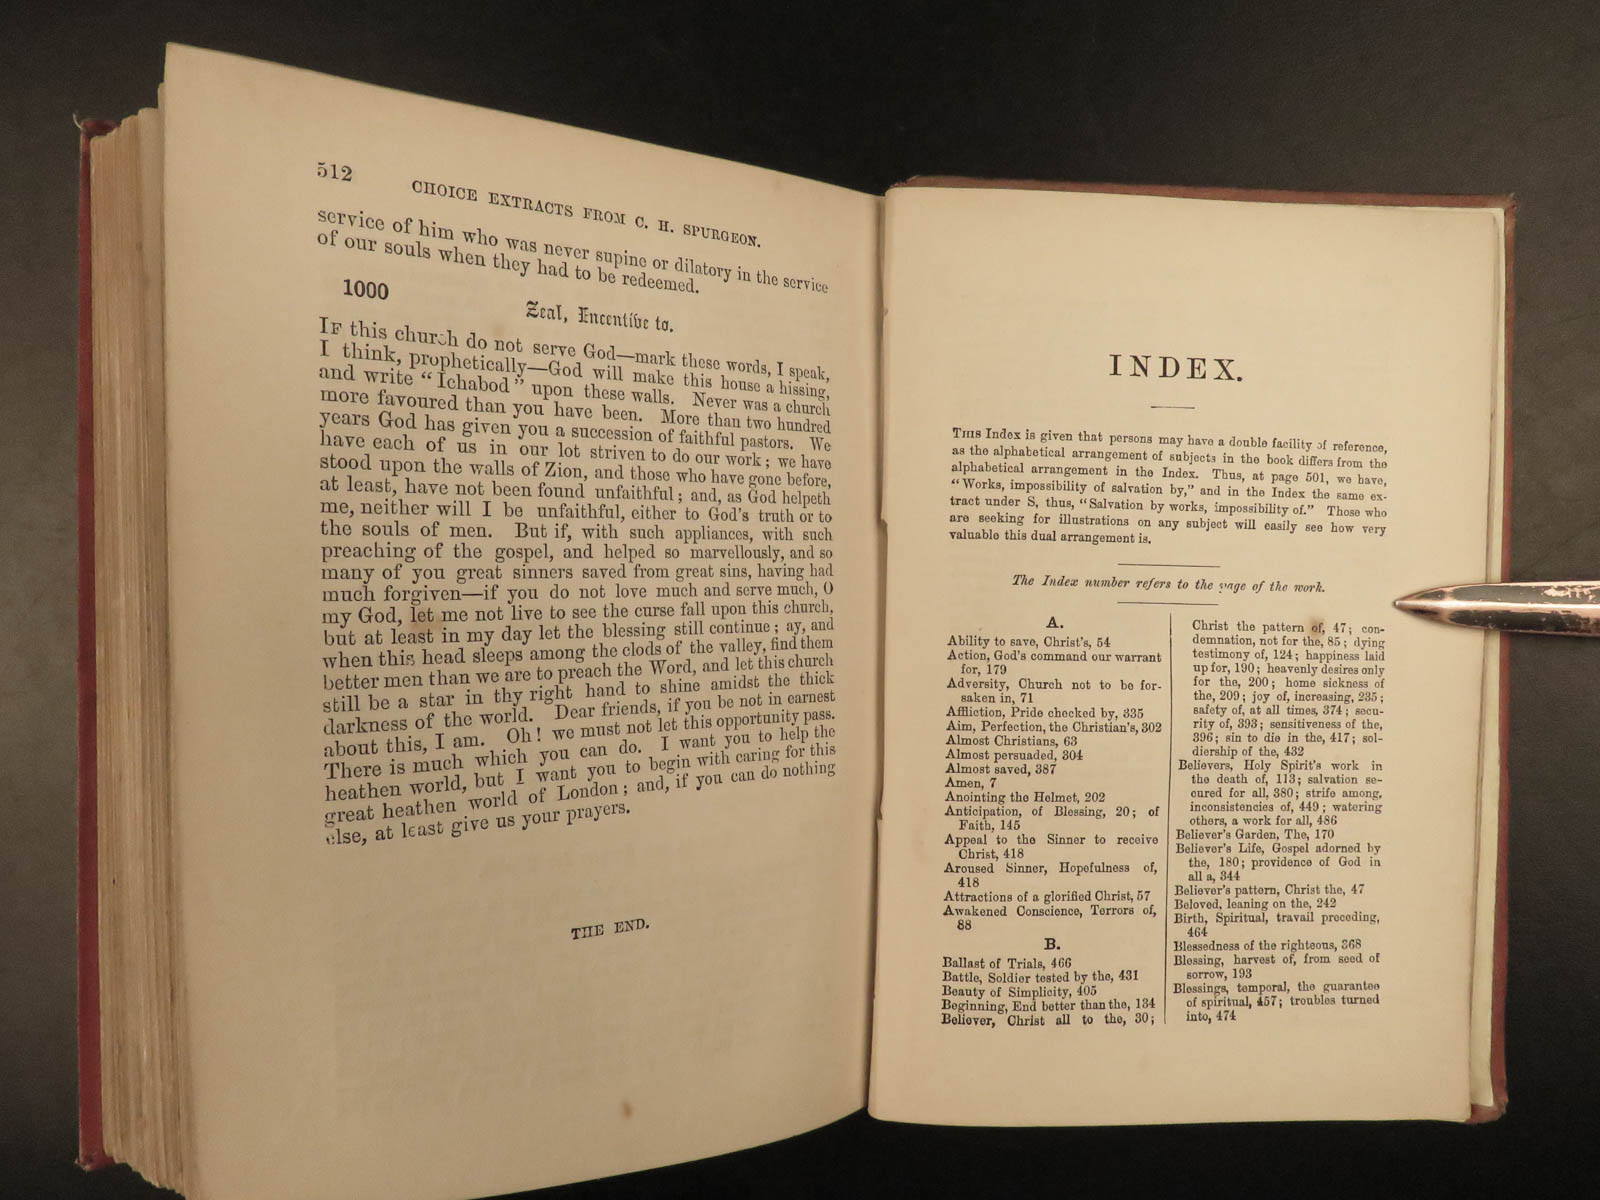 512
CHOICE EXTRACTS FROM C. H. SPURGEON.
service of him who was never supine or dilatory in the service
of our souls when they had to be redeemed.
1000
Zeal, Incentive to.
IF this church do not serve God—mark these words, I speak,
I think, prophetically—God will make this house a hissing,
and write “Ichabod” upon these walls. Never was a church
more favoured than you have been. More than two hundred
years God has given you a succession of faithful pastors. We
have each of us in our lot striven to do our work; we have
stood upon the walls of Zion, and those who have gone before,
at least, have not been found unfaithful; and, as God helpeth
me, neither will I be unfaithful, either to God's truth or to
the souls of men. But if, with such appliances, with such
preaching of the gospel, and helped so marvellously, and so
many of you great sinners saved from great sins, having had
much forgiven—if you do not love much and serve much, O
my God, let me not live to see the curse fall upon this church,
but at least in my day let the blessing still continue; ay, and
when this head sleeps among the clods of the valley, find them
better men than we are to preach the Word, and let this church
still be a star in thy right hand to shine amidst the thick
darkness of the world. Dear friends, if you be not in earnest
about this, I am. Oh! we must not let this opportunity pass.
There is much which you can do. I want you to help the
heathen world, but I want you to begin with caring for this
great heathen world of London; and, if you can do nothing
else, at least give us your prayers.
THE END.
INDEX.
THIS Index is given that persons may have a double facility of reference,
as the alphabetical arrangement of subjects in the book differs from the
alphabetical arrangement in the Index. Thus, at page 501, we have,
“Works, impossibility of salvation by,” and in the Index the same ex-
tract under S, thus, “Salvation by works, impossibility of.” Those who
are seeking for illustrations on any subject will easily see how very
valuable this dual arrangement is.
The Index number refers to the page of the work.
A.
Ability to save, Christ's, 54
Action, God's command our warrant
for, 179
Adversity, Church not to be for-
saken in, 71
Affliction, Pride checked by, 335
Aim, Perfection, the Christian's, 302
Almost Christians, 63
Almost persuaded, 304
Almost saved, 387
Amen, 7
Anointing the Helmet, 202
Anticipation, of Blessing, 20; of
Faith, 145
Appeal to the Sinner to receive
Christ, 418
Aroused Sinner, Hopefulness of,
418
Attractions of a glorified Christ, 57
Awakened Conscience, Terrors of,
88
B.
Ballast of Trials, 466
Battle, Soldier tested by the, 431
Beauty of Simplicity, 405
Beginning, End better than the, 134
Believer, Christ all to the, 30;
Christ the pattern of, 47; con-
demnation, not for the, 85; dying
testimony of, 124; happiness laid
up for, 190; heavenly desires only
for the, 200; home sickness of
the, 209; joy of, increasing, 235;
safety of, at all times, 374; secu-
rity of, 393; sensitiveness of the,
396; sin to die in the, 417; sol-
diership of the, 432
Believers, Holy Spirit's work in
the death of, 113; salvation se-
cured for all, 380; strife among,
inconsistencies of, 449; watering
others, a work for all, 486
Believer's Garden, The, 170
Believer's Life, Gospel adorned by
the, 180; providence of God in
all a, 344
Believer's pattern, Christ the, 47
Beloved, leaning on the, 242
Birth, Spiritual, travail preceding,
464
Blessedness of the righteous, 368
Blessing, harvest of, from seed of
sorrow, 193
Blessings, temporal, the guarantee
of spiritual, 457; troubles turned
into, 474